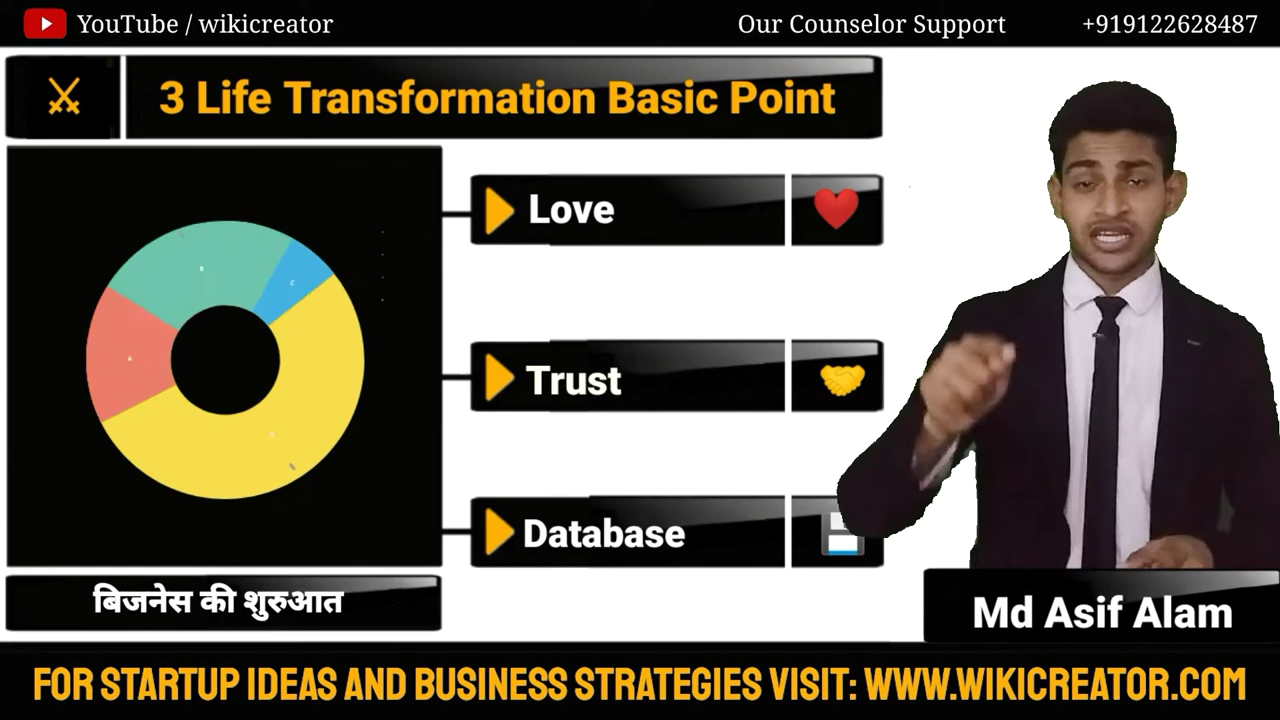 YouTube / wikicreator
Our Counselor Support +919122628487
3 Life Transformation Basic Point
Love
Trust
Database
B
C
A
बिजनेस की शुरुआत
Md Asif Alam
FOR STARTUP IDEAS AND BUSINESS STRATEGIES VISIT: WWW.WIKICREATOR.COM